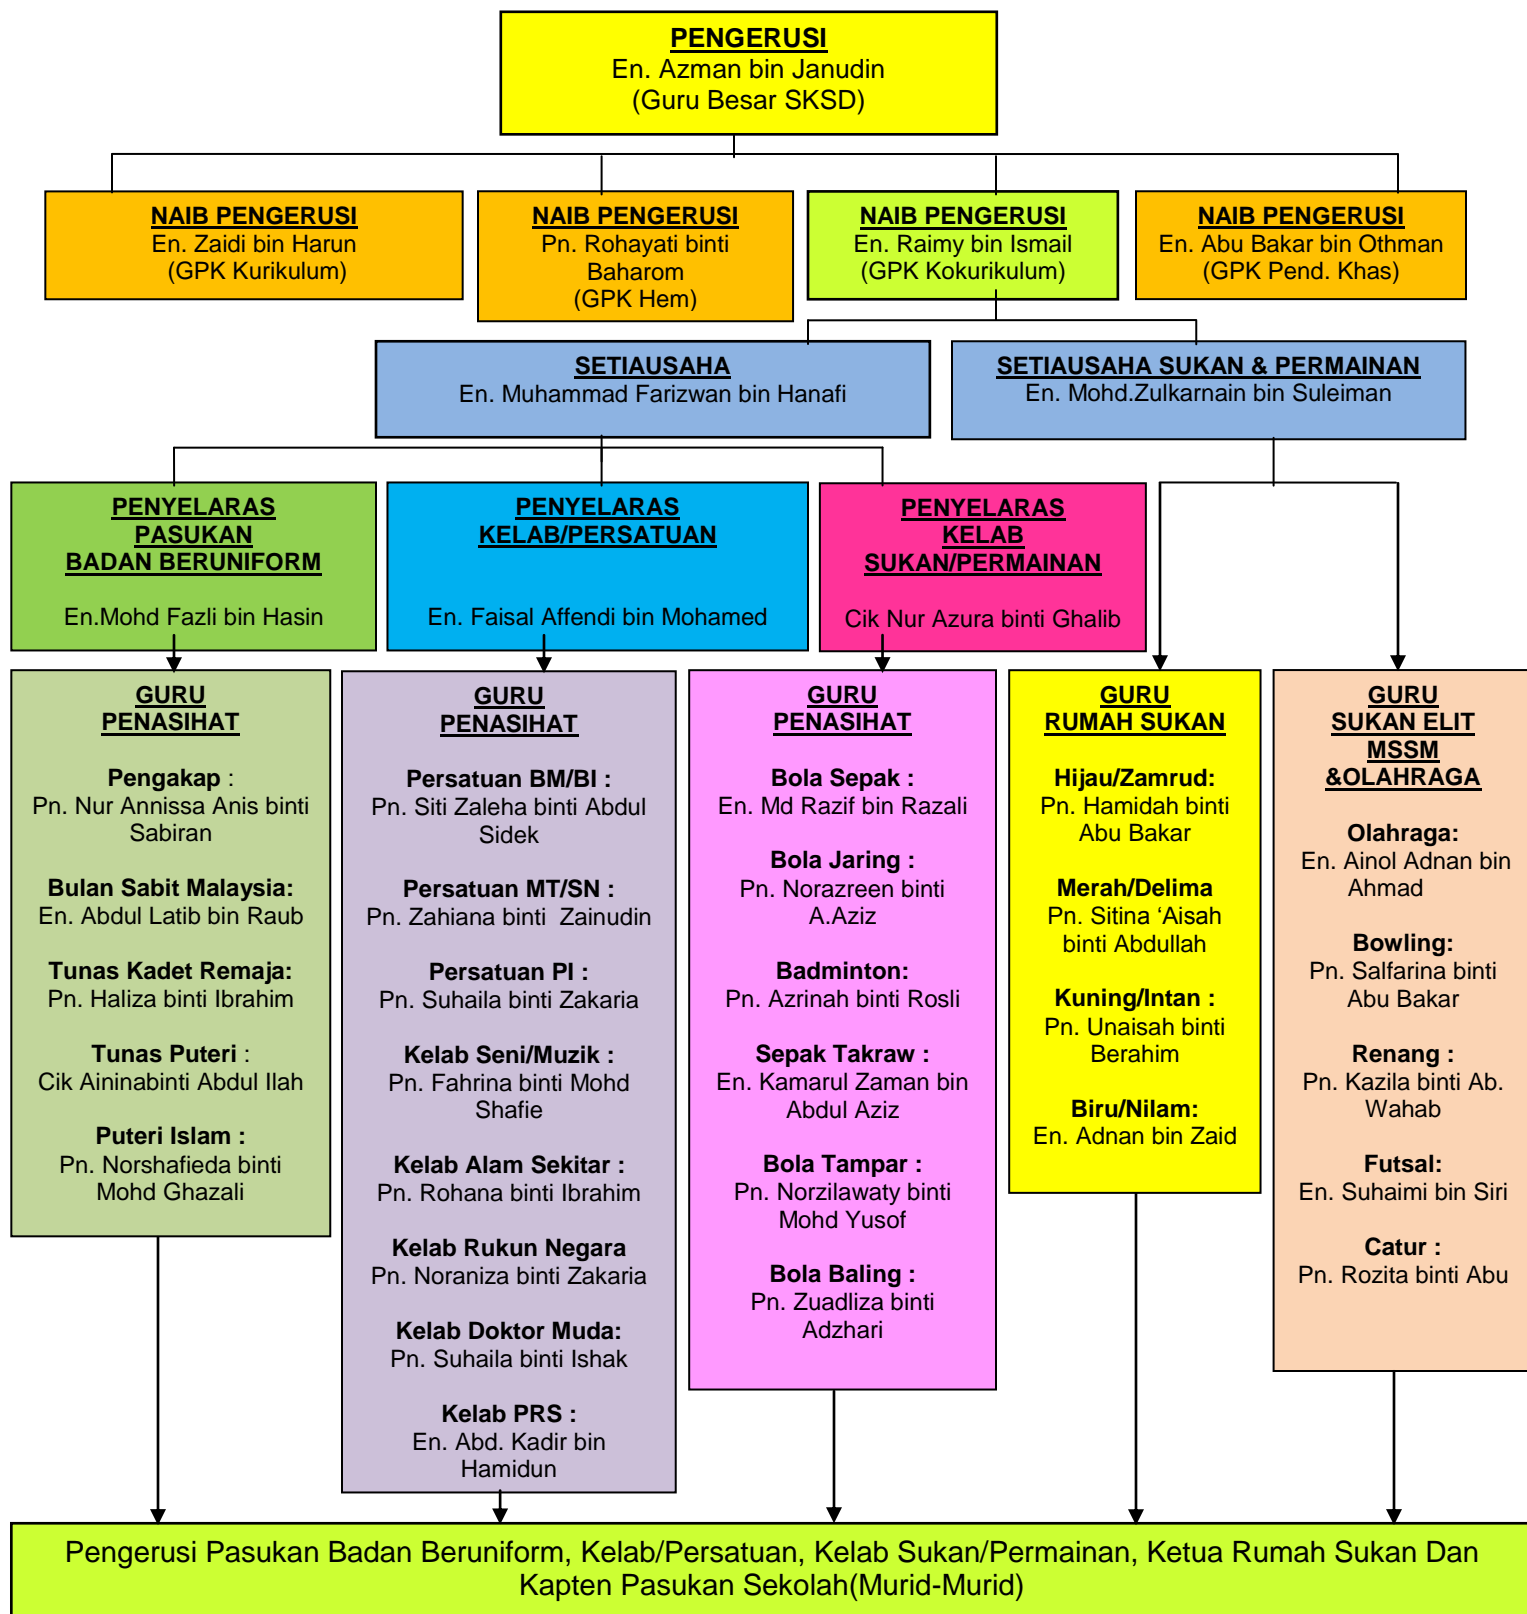 PENGERUSI
En. Azman bin Janudin
(Guru Besar SKSD)
NAIB PENGERUSI
En. Zaidi bin Harun
(GPK Kurikulum)
NAIB PENGERUSI
Pn. Rohayati binti
Baharom
(GPK Hem)
NAIB PENGERUSI
En. Raimy bin Ismail
(GPK Kokurikulum)
NAIB PENGERUSI
En. Abu Bakar bin Othman
(GPK Pend. Khas)
SETIAUSAHA
En. Muhammad Farizwan bin Hanafi
SETIAUSAHA SUKAN & PERMAINAN
En. Mohd.Zulkarnain bin Suleiman
PENYELARAS
PASUKAN
BADAN BERUNIFORM
En.Mohd Fazli bin Hasin
PENYELARAS
KELAB/PERSATUAN
En. Faisal Affendi bin Mohamed
PENYELARAS
KELAB
SUKAN/PERMAINAN
Cik Nur Azura binti Ghalib
GURU
PENASIHAT
Pengakap :
Pn. Nur Annissa Anis binti
Sabiran
Bulan Sabit Malaysia:
En. Abdul Latib bin Raub
Tunas Kadet Remaja:
Pn. Haliza binti Ibrahim
Tunas Puteri :
Cik Aininabinti Abdul Ilah
Puteri Islam :
Pn. Norshafieda binti
Mohd Ghazali
GURU
PENASIHAT
Persatuan BM/BI :
Pn. Siti Zaleha binti Abdul
Sidek
Persatuan MT/SN :
Pn. Zahiana binti  Zainudin
Persatuan PI :
Pn. Suhaila binti Zakaria
Kelab Seni/Muzik :
Pn. Fahrina binti Mohd
Shafie
Kelab Alam Sekitar :
Pn. Rohana binti Ibrahim
Kelab Rukun Negara
Pn. Noraniza binti Zakaria
Kelab Doktor Muda:
Pn. Suhaila binti Ishak
Kelab PRS :
En. Abd. Kadir bin
Hamidun
GURU
PENASIHAT
Bola Sepak :
En. Md Razif bin Razali
Bola Jaring :
Pn. Norazreen binti
A.Aziz
Badminton:
Pn. Azrinah binti Rosli
Sepak Takraw :
En. Kamarul Zaman bin
Abdul Aziz
Bola Tampar :
Pn. Norzilawaty binti
Mohd Yusof
Bola Baling :
Pn. Zuadliza binti
Adzhari
GURU
RUMAH SUKAN
Hijau/Zamrud:
Pn. Hamidah binti
Abu Bakar
Merah/Delima
Pn. Sitina ‘Aisah
binti Abdullah
Kuning/Intan :
Pn. Unaisah binti
Berahim
Biru/Nilam:
En. Adnan bin Zaid
GURU
SUKAN ELIT
MSSM
&OLAHRAGA
Olahraga:
En. Ainol Adnan bin
Ahmad
Bowling:
Pn. Salfarina binti
Abu Bakar
Renang :
Pn. Kazila binti Ab.
Wahab
Futsal:
En. Suhaimi bin Siri
Catur :
Pn. Rozita binti Abu
Pengerusi Pasukan Badan Beruniform, Kelab/Persatuan, Kelab Sukan/Permainan, Ketua Rumah Sukan Dan
Kapten Pasukan Sekolah(Murid-Murid)